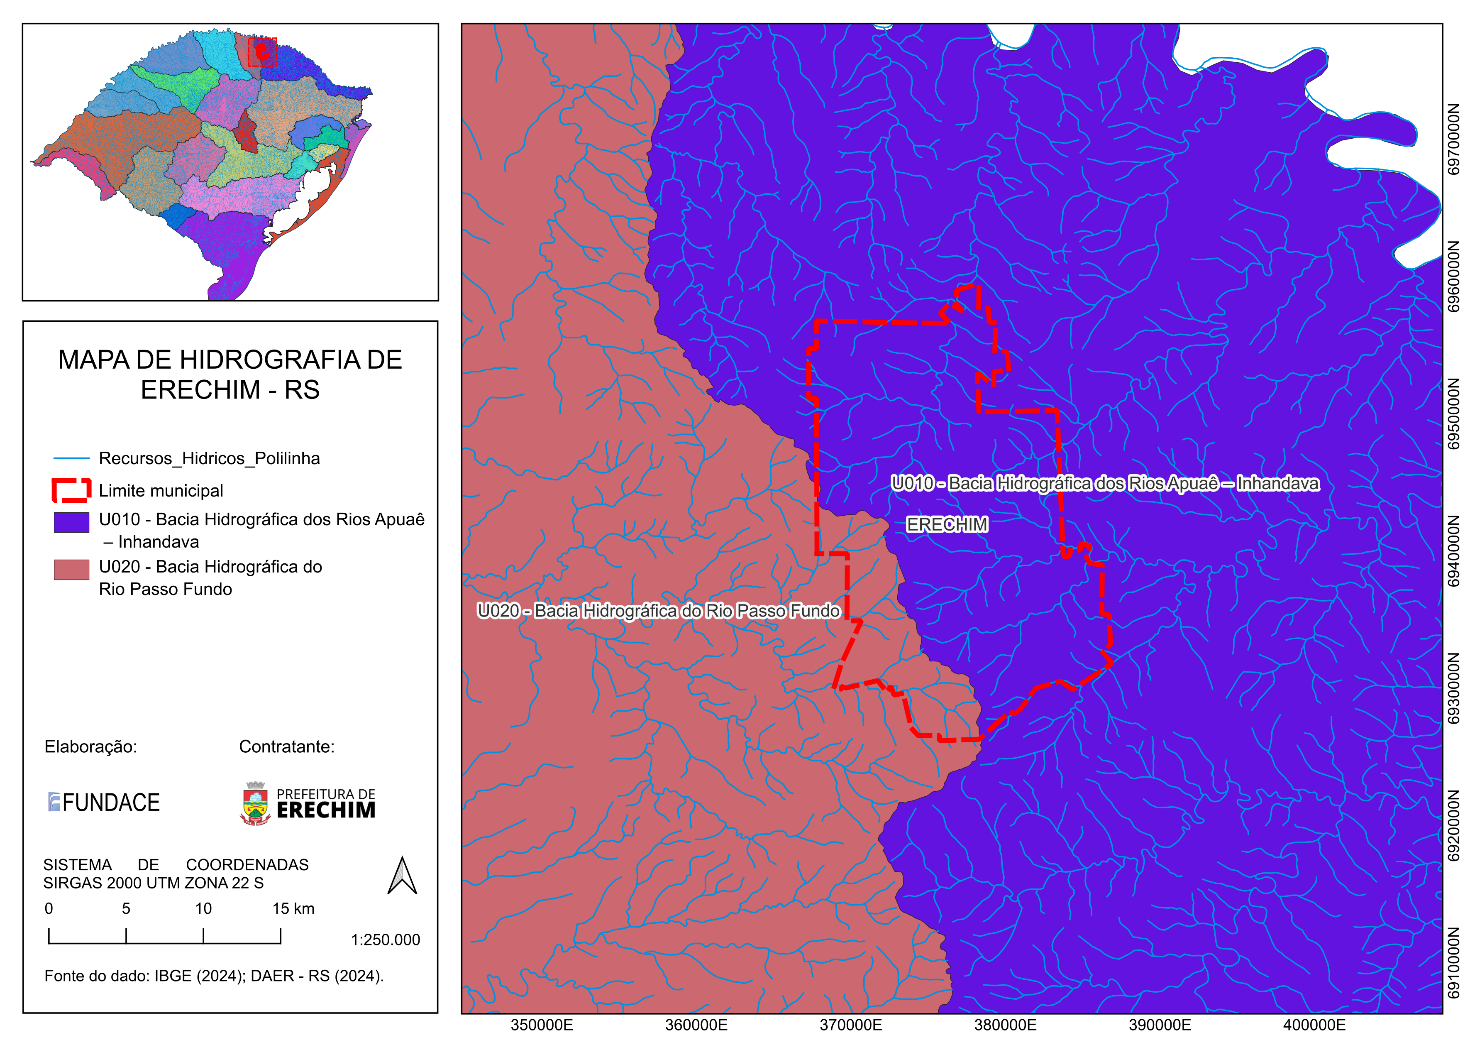 MAPA DE HIDROGRAFIA DE
ERECHIM - RS
Recursos_Hidricos_Polilinha
Limite municipal
U010 - Bacia Hidrográfica dos Rios Apuaê
– Inhandava
U020 - Bacia Hidrográfica do
Rio Passo Fundo
Elaboração:
Contratante:
FUNDACE
PREFEITURA DE
ERECHIM
SISTEMA DE COORDENADAS
SIRGAS 2000 UTM ZONA 22 S
0 5 10 15 km
1:250.000
Fonte do dado: IBGE (2024); DAER - RS (2024).
U010 - Bacia Hidrográfica dos Rios Apuaê – Inhandava
ERECHIM
U020 - Bacia Hidrográfica do Rio Passo Fundo
6970000N
6960000N
6950000N
6940000N
6930000N
6920000N
6910000N
350000E 360000E 370000E 380000E 390000E 400000E